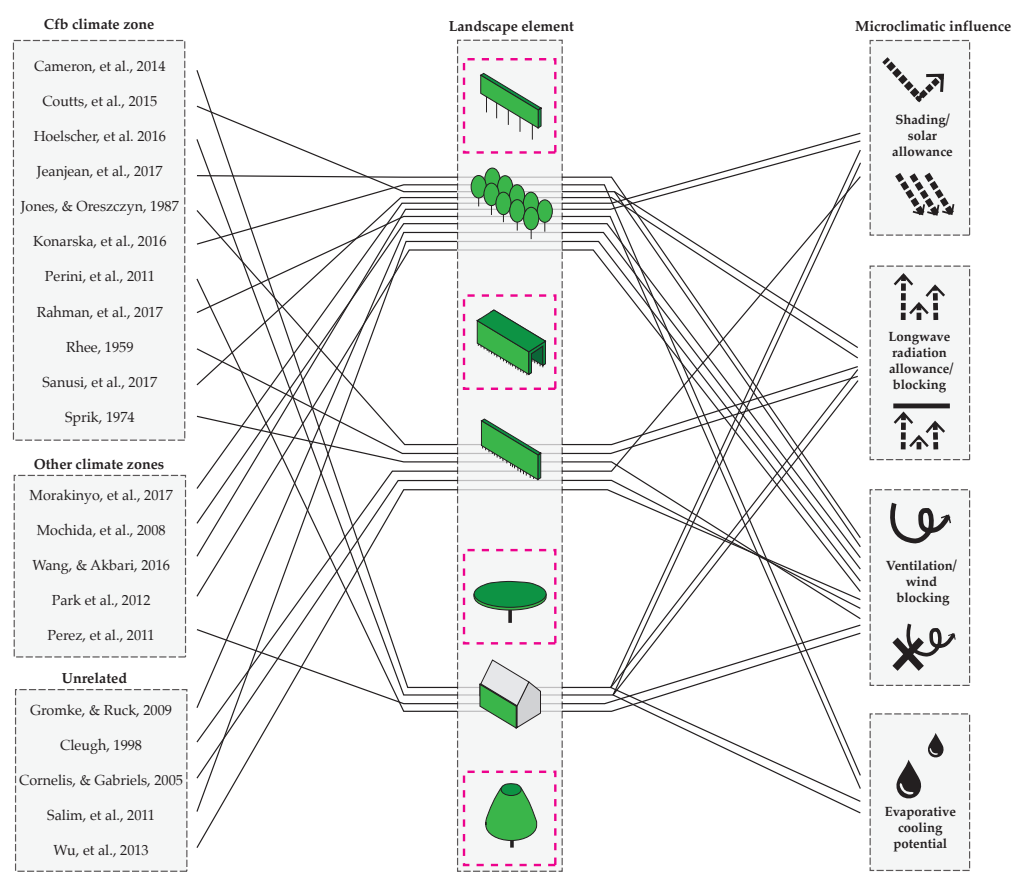 Cfb climate zone
Cameron, et al., 2014
Coutts, et al., 2015
Hoelscher, et al. 2016
Jeanjean, et al., 2017
Jones, & Oreszczyn, 1987
Konarska, et al., 2016
Perini, et al., 2011
Rahman, et al., 2017
Rhee, 1959
Sanusi, et al., 2017
Sprik, 1974
Other climate zones
Morakinyo, et al., 2017
Mochida, et al., 2008
Wang, & Akbari, 2016
Park et al., 2012
Perez, et al., 2011
Unrelated
Gromke, & Ruck, 2009
Cleugh, 1998
Cornelis, & Gabriels, 2005
Salim, et al., 2011
Wu, et al., 2013
Landscape element
Microclimatic influence
Shading/
solar
allowance
Longwave
radiation
allowance/
blocking
Ventilation/
wind
blocking
Evaporative
cooling
potential